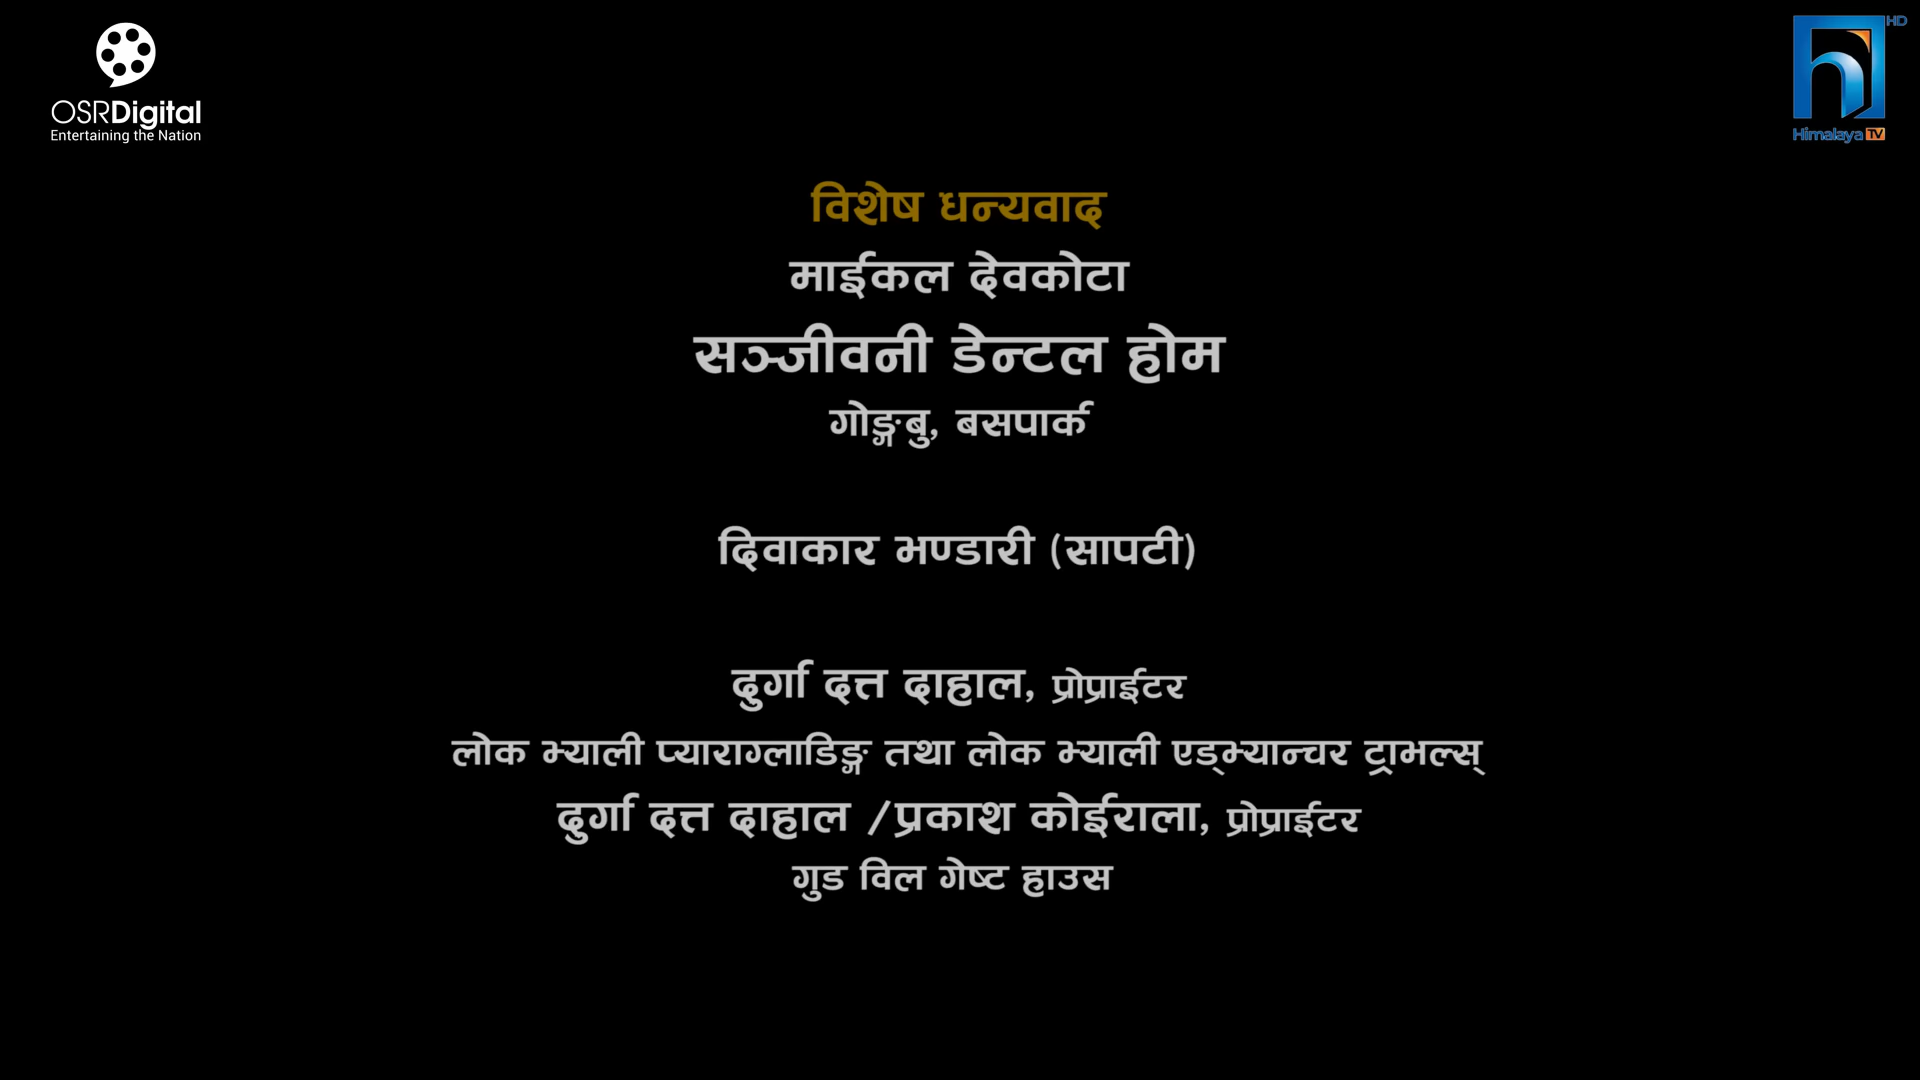 OSRDigital
Entertaining the Nation
HD
Himalaya TV
विशेष धन्यवाद
माईकल देवकोटा
सञ्जीवनी डेन्टल होम
गोङ्गबु, बसपार्क
दिवाकार भण्डारी (सापटी)
दुर्गा दत्त दाहाल, प्रोप्राईटर
लोक भ्याली प्याराग्लाडिङ्ग तथा लोक भ्याली एड्भ्यान्चर ट्राभल्स्
दुर्गा दत्त दाहाल /प्रकाश कोईराला, प्रोप्राईटर
गुड विल गेष्ट हाउस